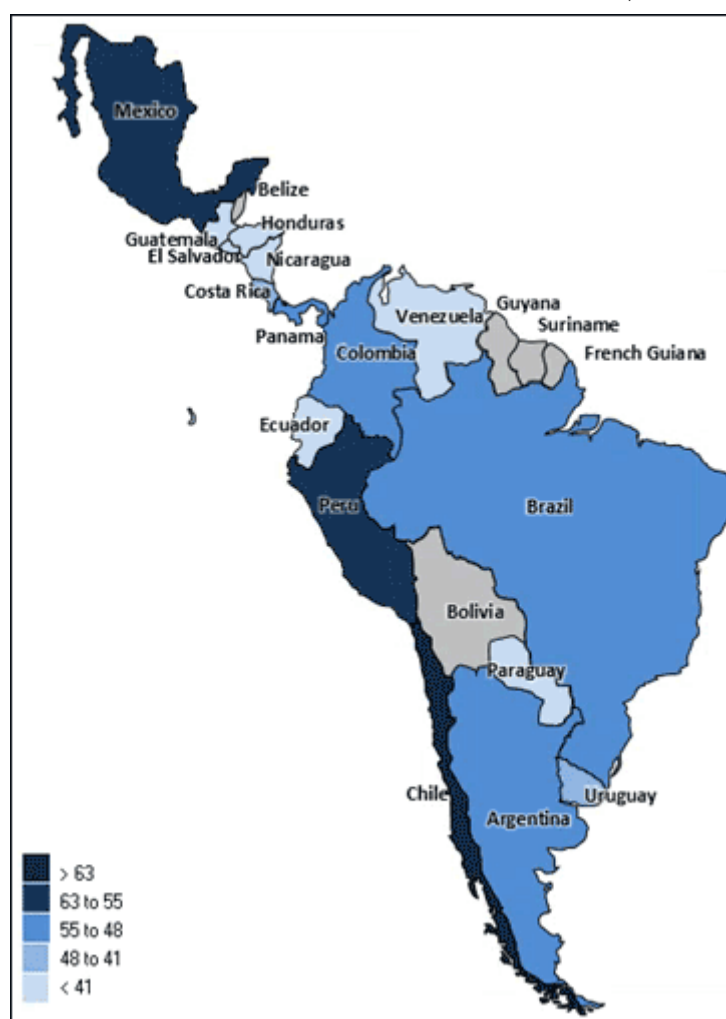 Mexico
Belize
Honduras
Guatemala
El Salvador
Nicaragua
Costa Rica
Panama
Venezuela
Guyana
Suriname
French Guiana
Colombia
Ecuador
Peru
Brazil
Bolivia
Paraguay
Chile
Uruguay
Argentina
> 63
63 to 55
55 to 48
48 to 41
< 41